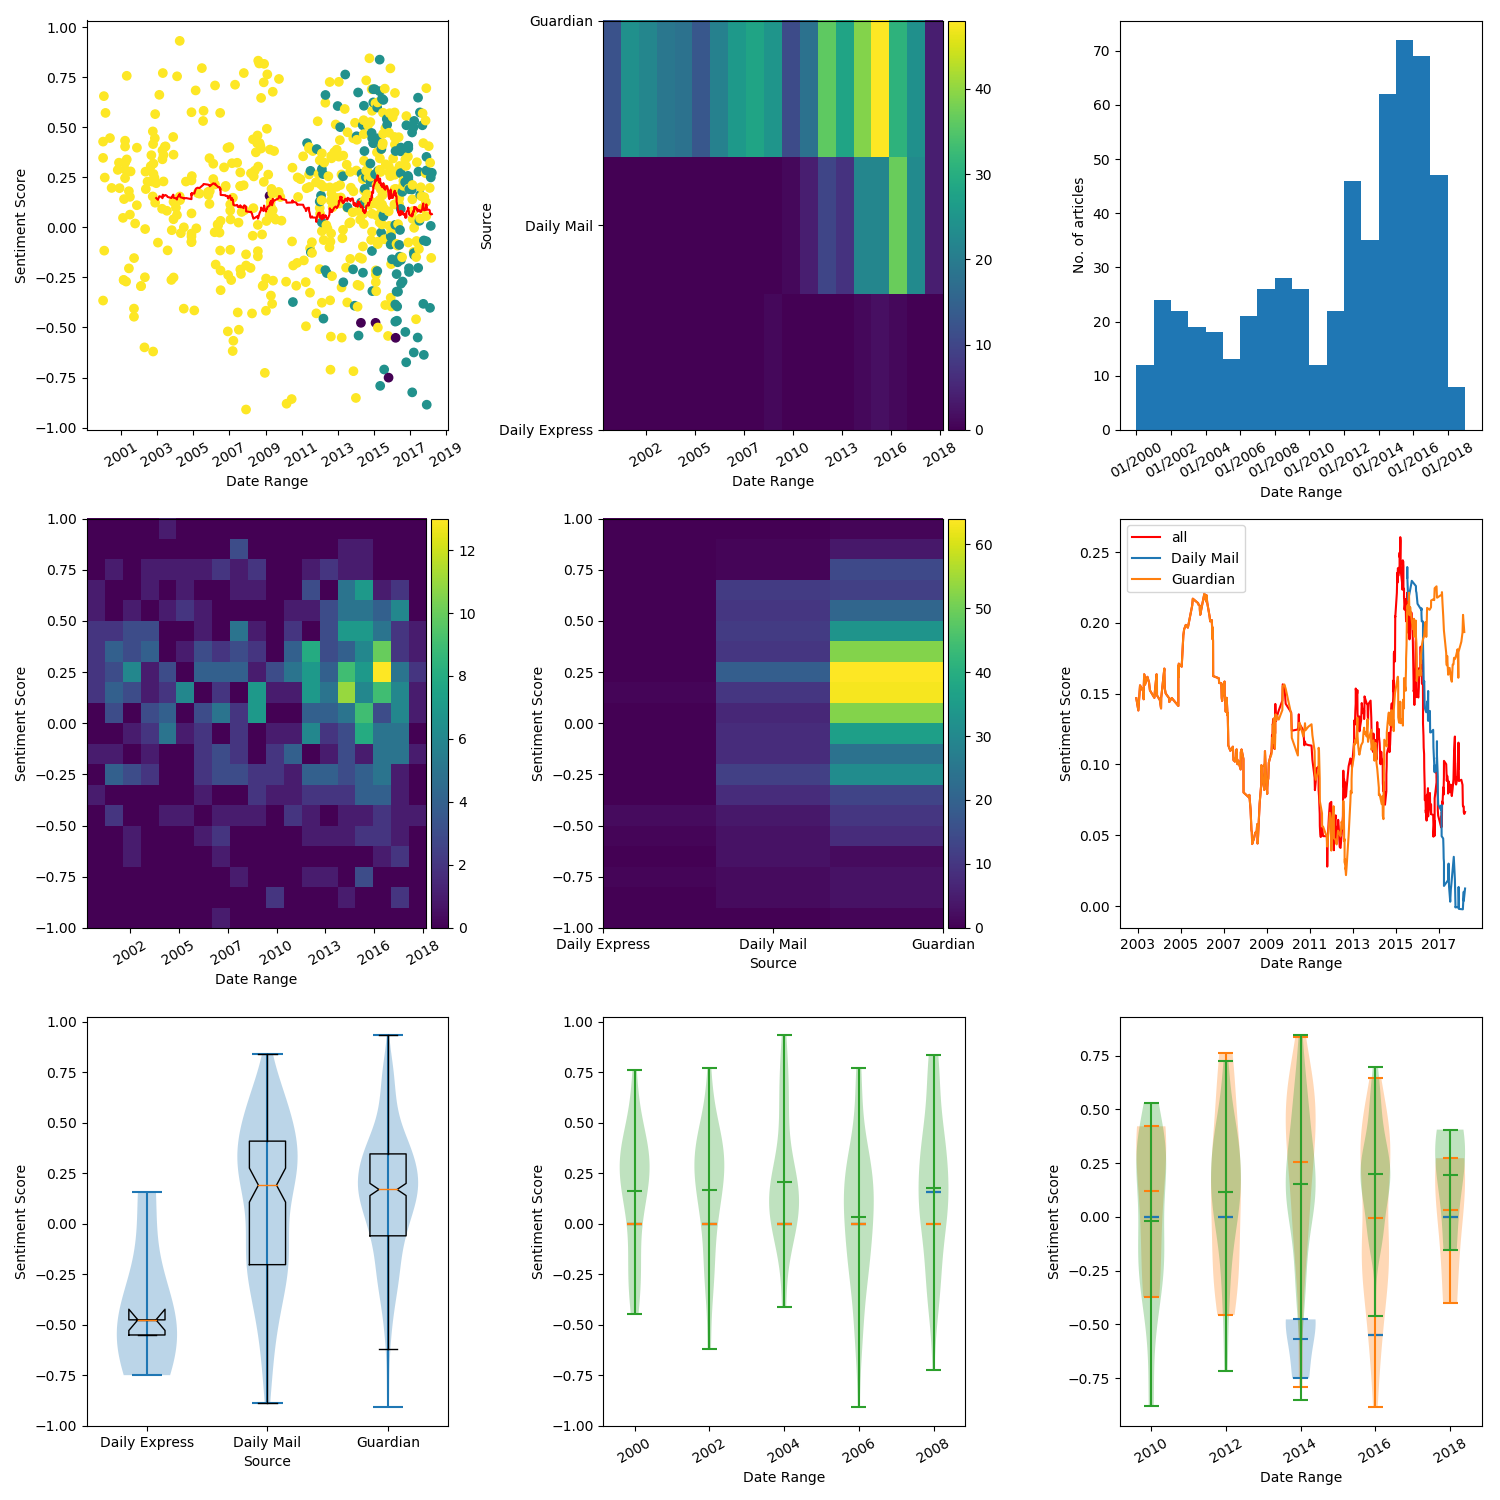 1.00
0.75
0.50
0.25
0.00
−0.25
−0.50
−0.75
−1.00
Sentiment Score
2001 2003 2005 2007 2009 2011 2013 2015 2017 2019
Date Range
Guardian
Daily Mail
Daily Express
Source
2002 2005 2007 2010 2013 2016 2018
Date Range
40
30
20
10
0
70
60
50
40
30
20
10
0
No. of articles
01/2000 01/2002 01/2004 01/2006 01/2008 01/2010 01/2012 01/2014 01/2016 01/2018
Date Range
1.00
0.75
0.50
0.25
0.00
−0.25
−0.50
−0.75
−1.00
Sentiment Score
2002 2005 2007 2010 2013 2016 2018
Date Range
12
10
8
6
4
2
0
1.00
0.75
0.50
0.25
0.00
−0.25
−0.50
−0.75
−1.00
Sentiment Score
Daily Express Daily Mail Guardian
Source
60
50
40
30
20
10
0
all
Daily Mail
Guardian
0.25
0.20
0.15
0.10
0.05
0.00
Sentiment Score
2003 2005 2007 2009 2011 2013 2015 2017
Date Range
1.00
0.75
0.50
0.25
0.00
−0.25
−0.50
−0.75
−1.00
Sentiment Score
Daily Express Daily Mail Guardian
Source
1.00
0.75
0.50
0.25
0.00
−0.25
−0.50
−0.75
−1.00
Sentiment Score
2000 2002 2004 2006 2008
Date Range
0.75
0.50
0.25
0.00
−0.25
−0.50
−0.75
Sentiment Score
2010 2012 2014 2016 2018
Date Range